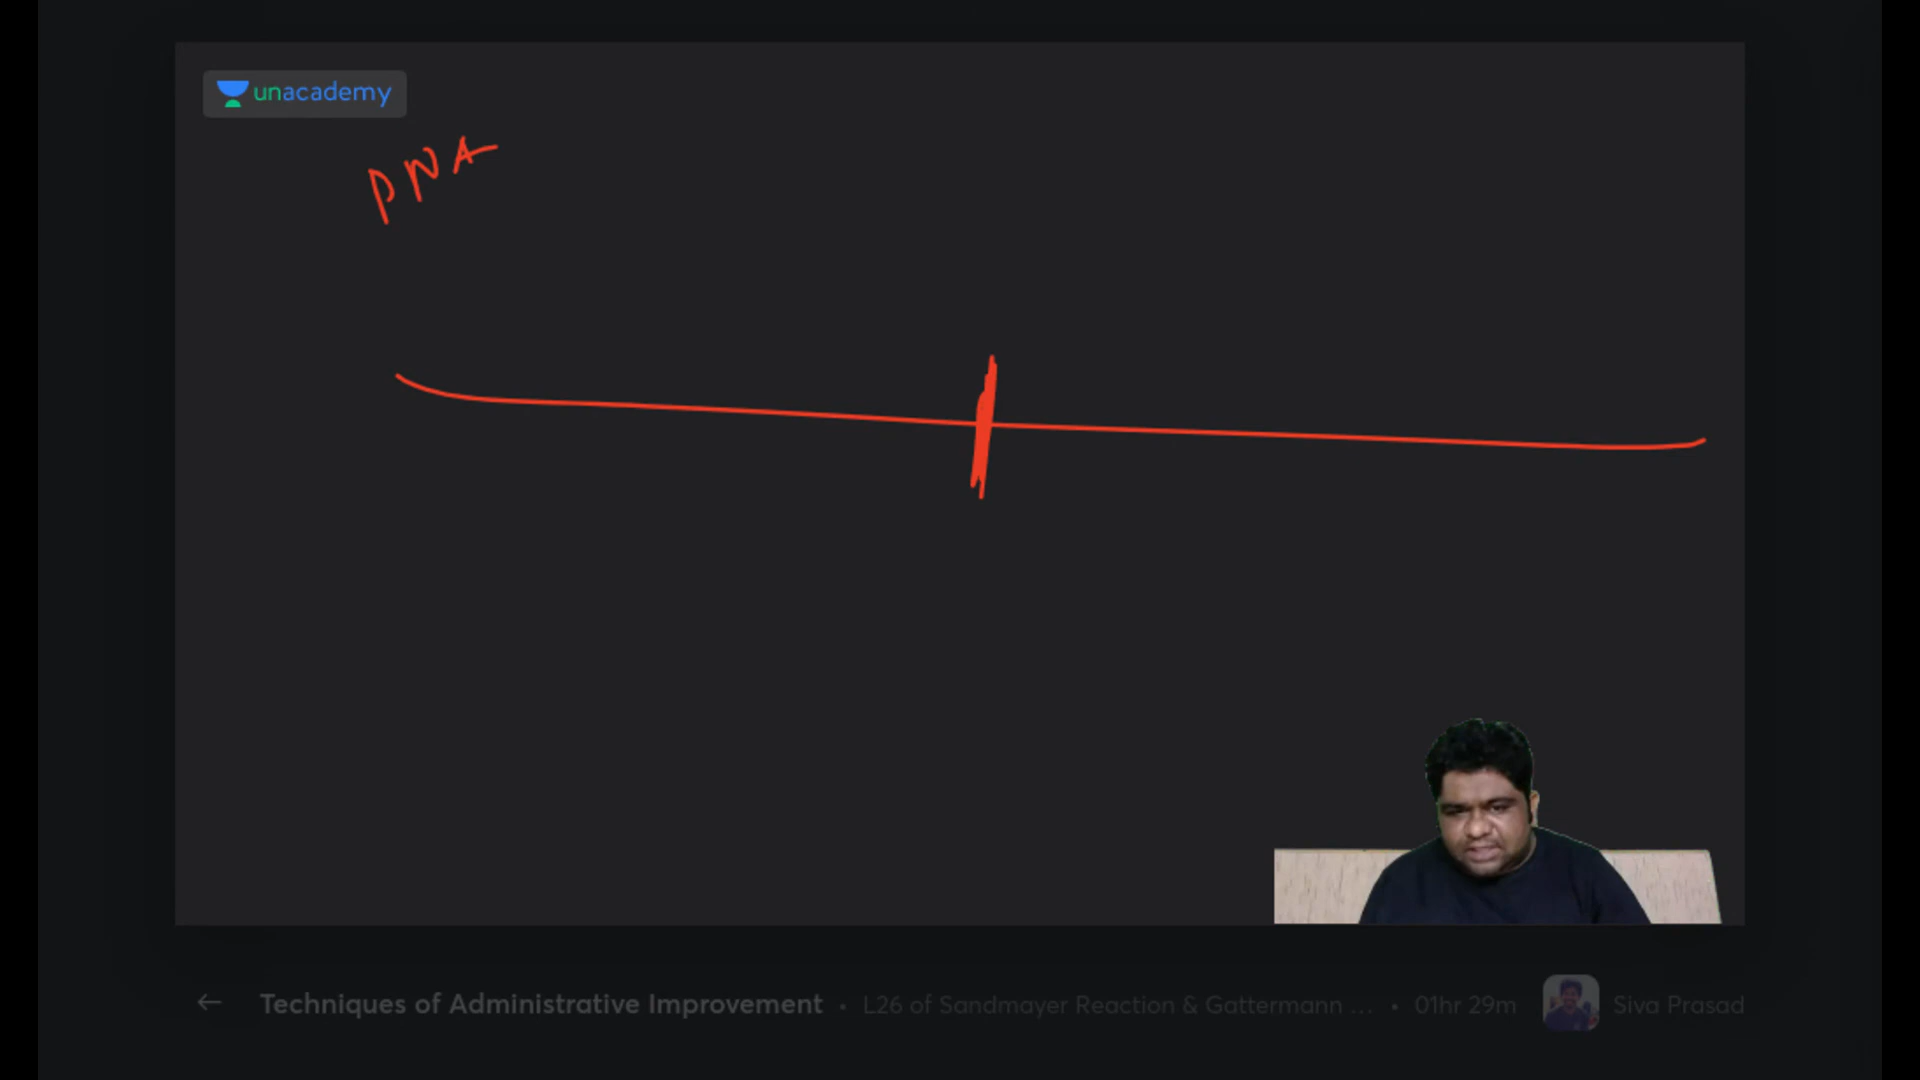 unacademy
PNA
Techniques of Administrative Improvement • L26 of Sandmayer Reaction & Gattermann ... • 01hr 29m Siva Prasad